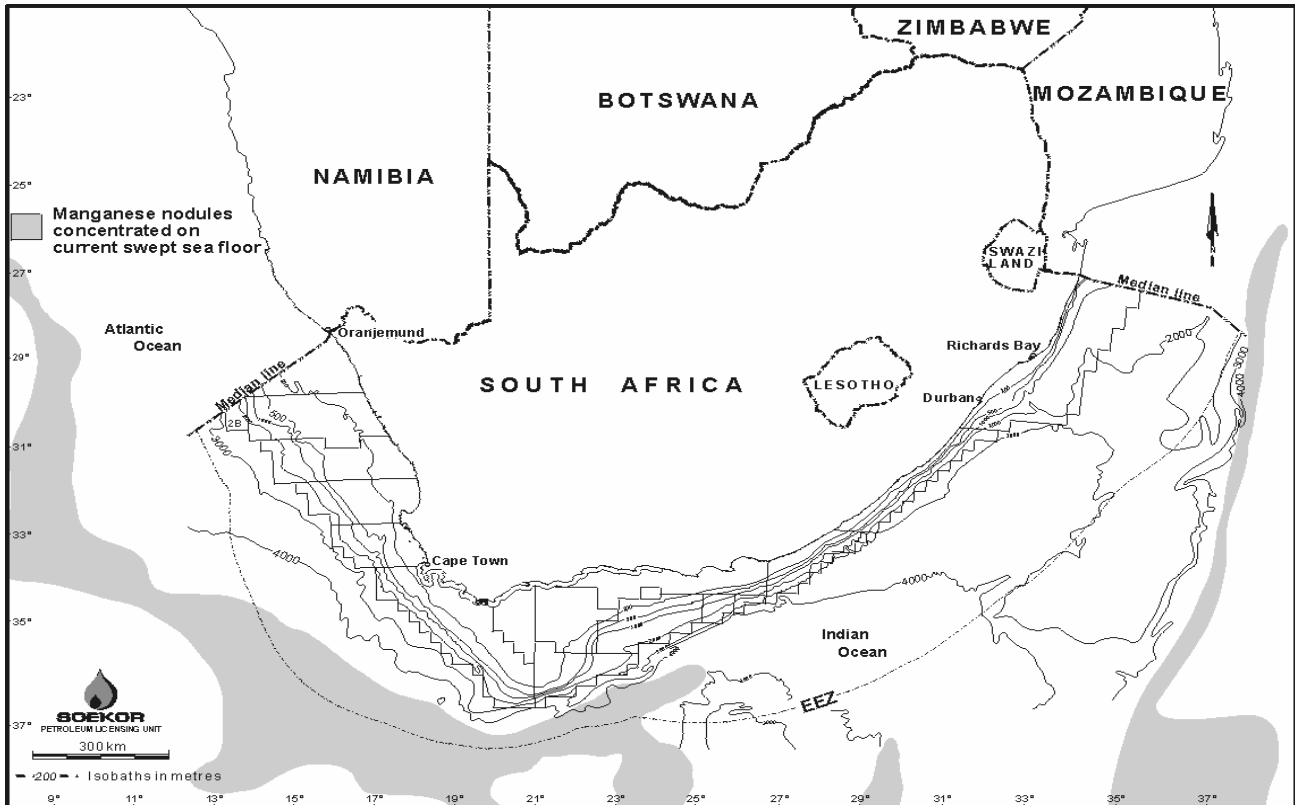 ZIMBABWE
BOTSWANA
MOZAMBIQUE
23°
NAMIBIA
25°
Manganese nodules
concentrated on
current swept sea floor
SWAZI
LAND
N
27°
Median line
Atlantic
Ocean
Oranjemund
2000
3000
4000
Richards Bay
29°
SOUTH AFRICA
LESOTHO
Durban
Median line
500
2B
3000
31°
33°
4000
Cape Town
4000
35°
Indian
Ocean
EEZ
37°
SOEKOR
PETROLEUM LICENSING UNIT
300 km
200 Isobaths in metres
9° 11° 13° 15° 17° 19° 21° 23° 25° 27° 29° 31° 33° 35° 37°